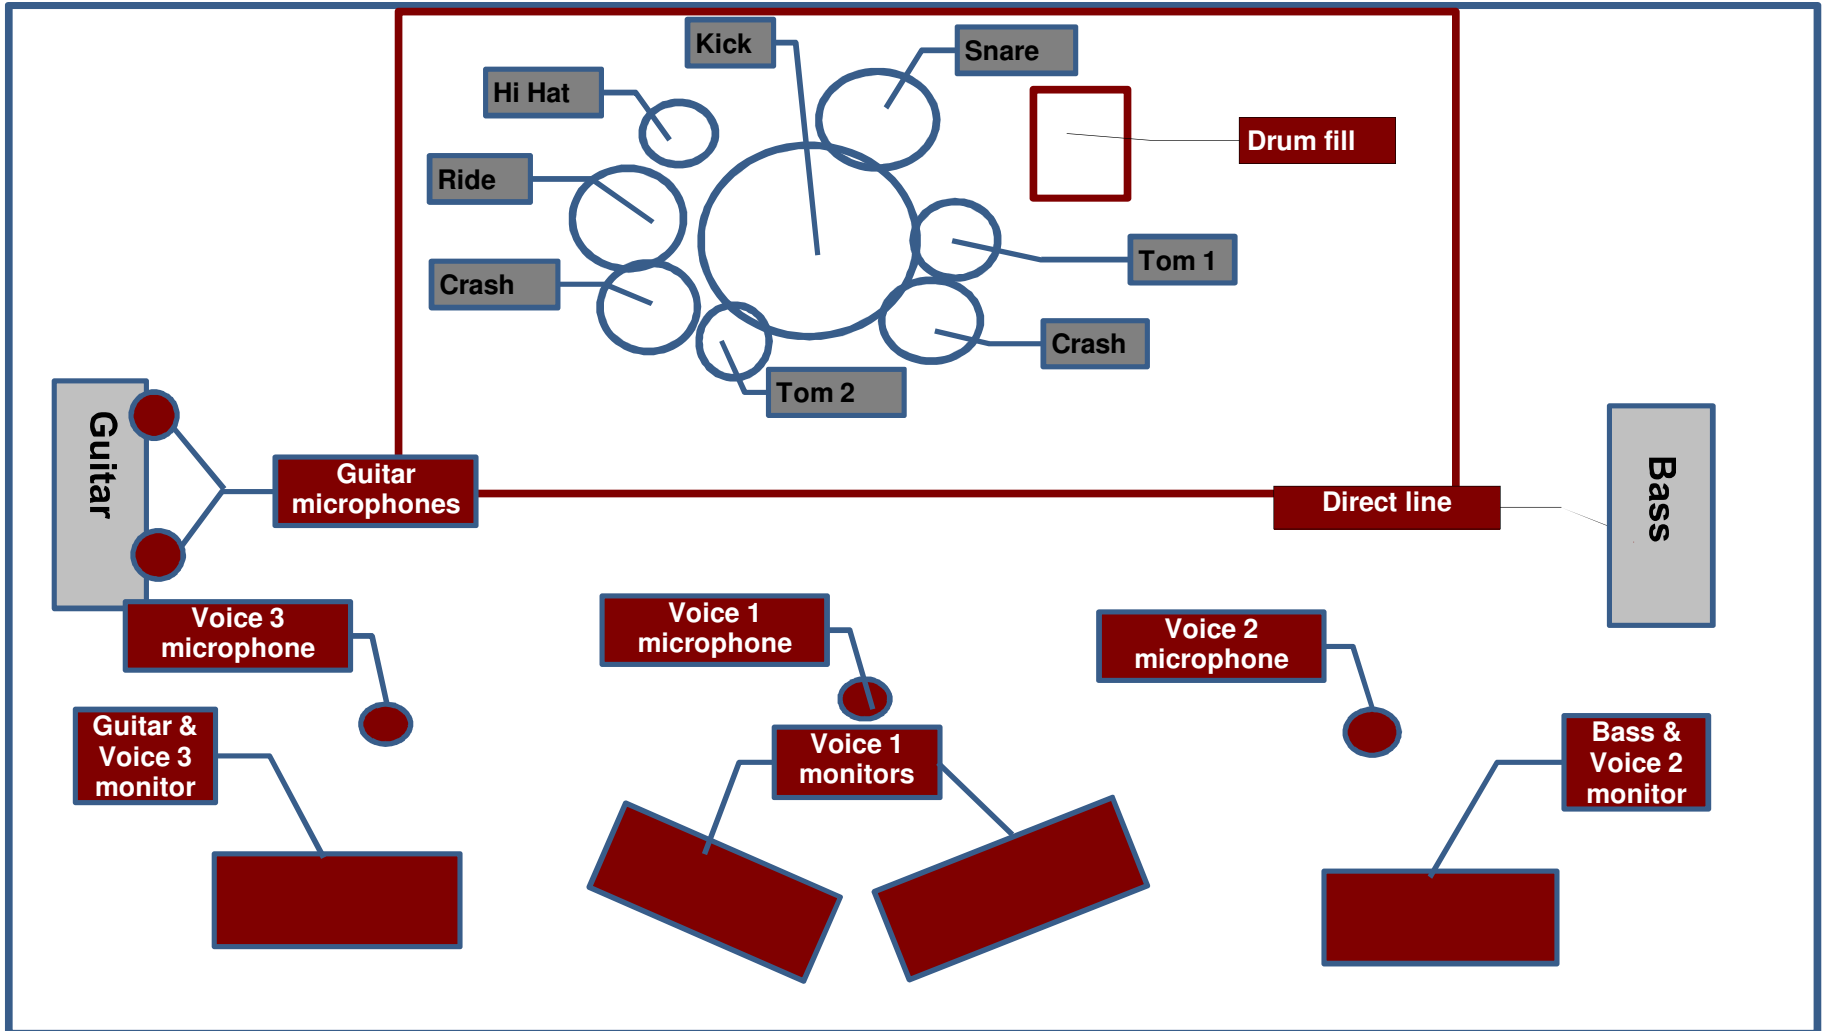 Kick
Snare
Hi Hat
Drum fill
Ride
Tom 1
Crash
Crash
Tom 2
Guitar
Bass
Guitar
microphones
Direct line
Voice 3
microphone
Voice 1
microphone
Voice 2
microphone
Guitar &
Voice 3
monitor
Voice 1
monitors
Bass &
Voice 2
monitor